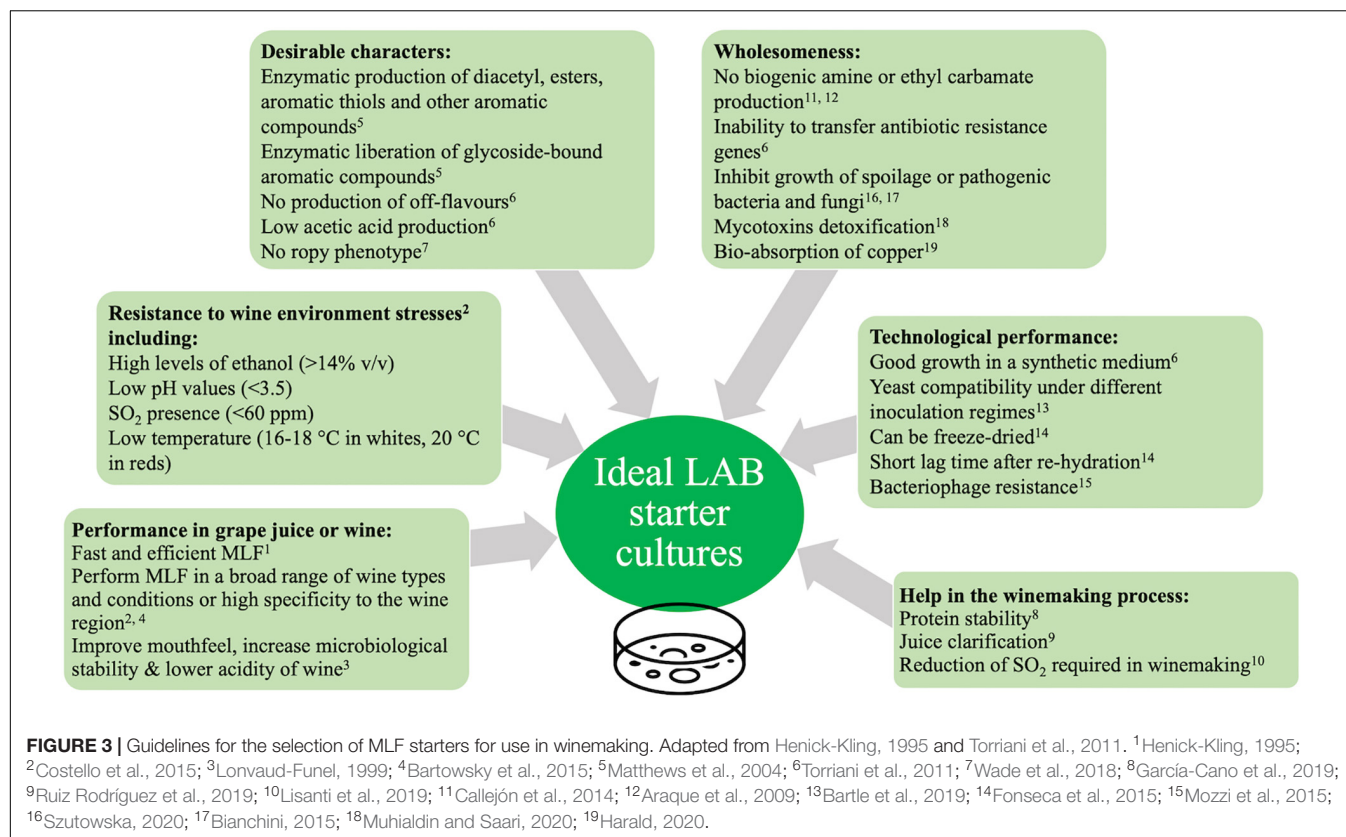 Desirable characters:
Enzymatic production of diacetyl, esters,
aromatic thiols and other aromatic
compounds⁵
Enzymatic liberation of glycoside-bound
aromatic compounds⁵
No production of off-flavours⁶
Low acetic acid production⁶
No ropy phenotype⁷
Wholesomeness:
No biogenic amine or ethyl carbamate
production¹¹, ¹²
Inability to transfer antibiotic resistance
genes⁶
Inhibit growth of spoilage or pathogenic
bacteria and fungi¹⁶, ¹⁷
Mycotoxins detoxification¹⁸
Bio-absorption of copper¹⁹
Resistance to wine environment stresses²
including:
High levels of ethanol (>14% v/v)
Low pH values (<3.5)
SO₂ presence (<60 ppm)
Low temperature (16-18 °C in whites, 20 °C
in reds)
Technological performance:
Good growth in a synthetic medium⁶
Yeast compatibility under different
inoculation regimes¹³
Can be freeze-dried¹⁴
Short lag time after re-hydration¹⁴
Bacteriophage resistance¹⁵
Ideal LAB
starter
cultures
Performance in grape juice or wine:
Fast and efficient MLF¹
Perform MLF in a broad range of wine types
and conditions or high specificity to the wine
region², ⁴
Improve mouthfeel, increase microbiological
stability & lower acidity of wine³
Help in the winemaking process:
Protein stability⁸
Juice clarification⁹
Reduction of SO₂ required in winemaking¹⁰
FIGURE 3 | Guidelines for the selection of MLF starters for use in winemaking. Adapted from Henick-Kling, 1995 and Torriani et al., 2011. ¹Henick-Kling, 1995;
²Costello et al., 2015; ³Lonvaud-Funel, 1999; ⁴Bartowsky et al., 2015; ⁵Matthews et al., 2004; ⁶Torriani et al., 2011; ⁷Wade et al., 2018; ⁸García-Cano et al., 2019;
⁹Ruiz Rodríguez et al., 2019; ¹⁰Lisanti et al., 2019; ¹¹Callejón et al., 2014; ¹²Araque et al., 2009; ¹³Bartle et al., 2019; ¹⁴Fonseca et al., 2015; ¹⁵Mozzi et al., 2015;
¹⁶Szutowska, 2020; ¹⁷Bianchini, 2015; ¹⁸Muhialdin and Saari, 2020; ¹⁹Harald, 2020.